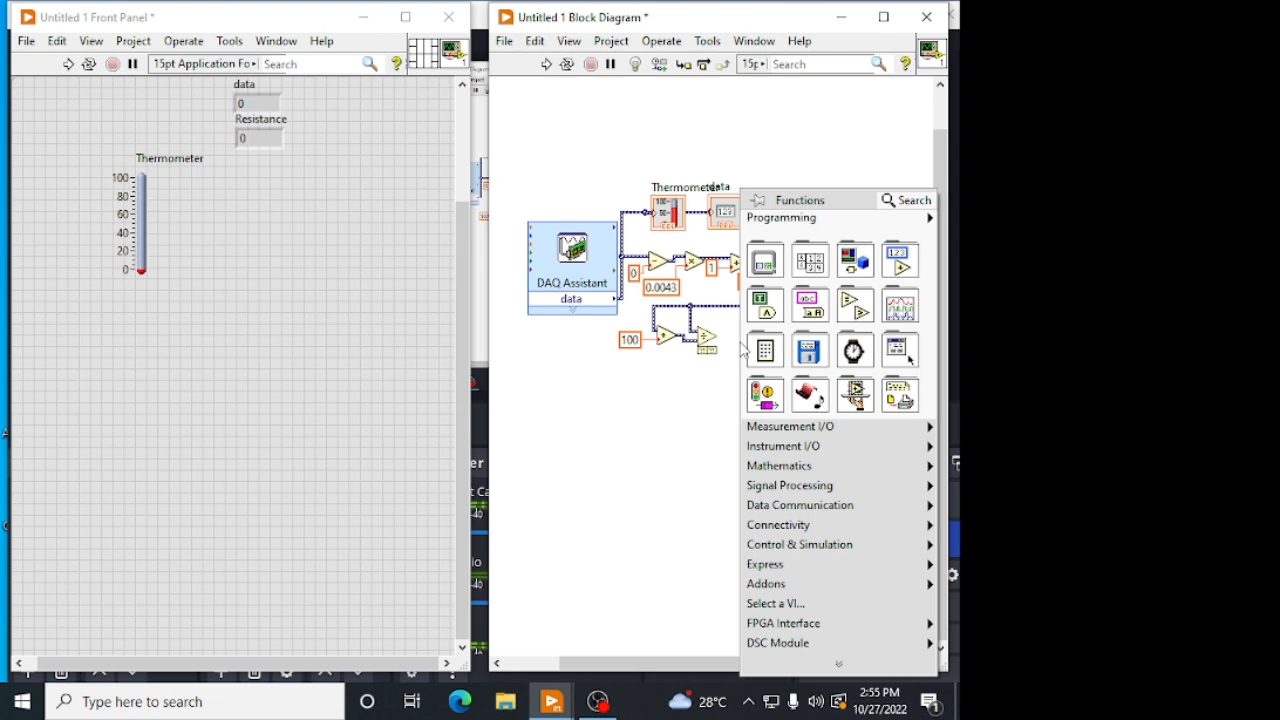 Untitled 1 Front Panel *
File Edit View Project Operate Tools Window Help
15pt Application Fo
Search
data
0
Resistance
0
Thermometer
100
80
60
40
20
0
Untitled 1 Block Diagram *
File Edit View Project Operate Tools Window Help
15p
Search
Thermometer
data
DAQ Assistant
data
0
0.0043
1
100
Functions
Search
Programming
Measurement I/O
Instrument I/O
Mathematics
Signal Processing
Data Communication
Connectivity
Control & Simulation
Express
Addons
Select a VI...
FPGA Interface
DSC Module
Type here to search
28°C
2:55 PM
10/27/2022